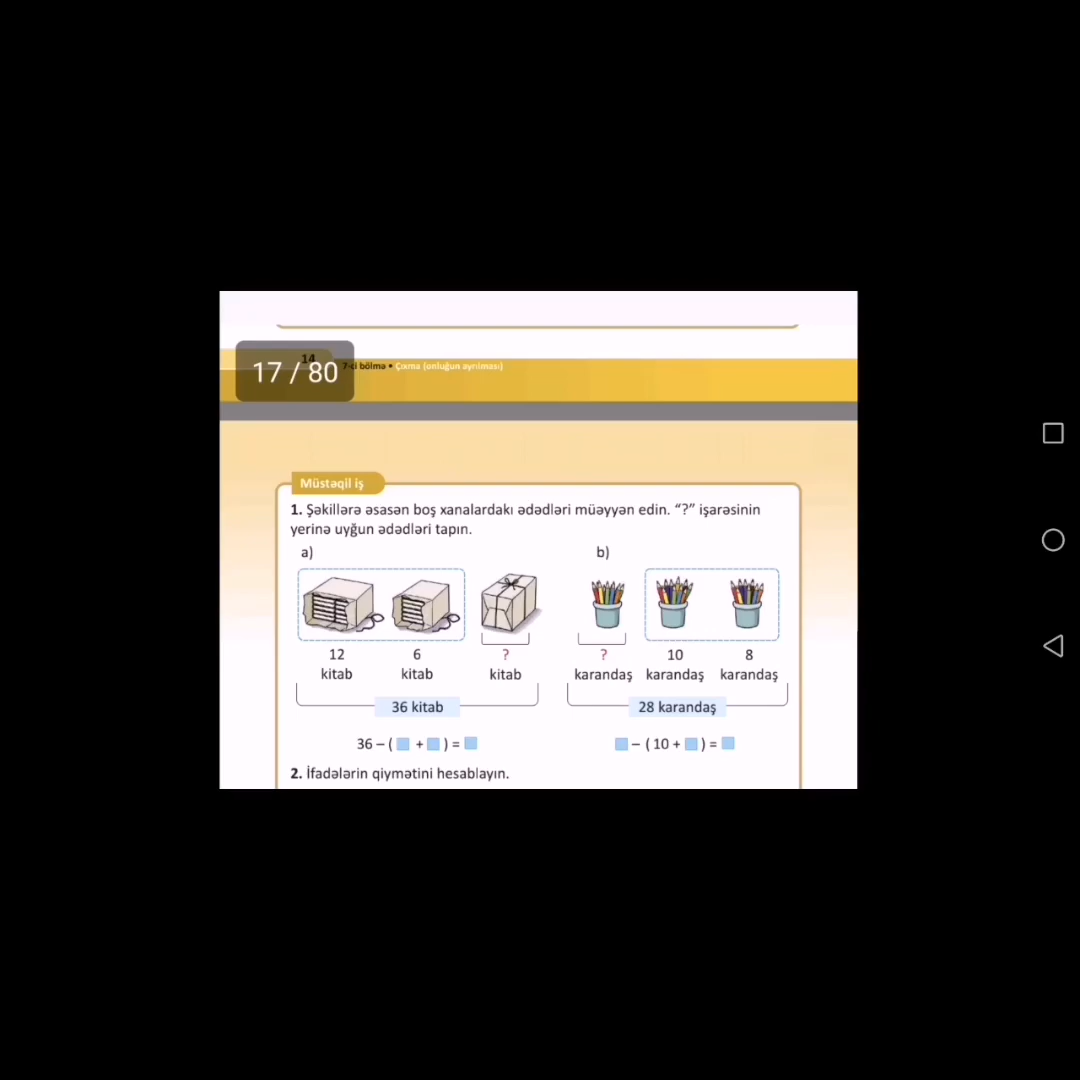 14
17 / 80
7-ci bölmə • Çıxma (onluğun ayrılması)
Müstəqil iş
1. Şəkillərə əsasən boş xanalardakı ədədləri müəyyən edin. “?” işarəsinin
yerinə uyğun ədədləri tapın.
a)
12 6 ?
kitab kitab kitab
36 kitab
36 – ( + ) =
b)
? 10 8
karandaş karandaş karandaş
28 karandaş
– ( 10 + ) =
2. İfadələrin qiymətini hesablayın.